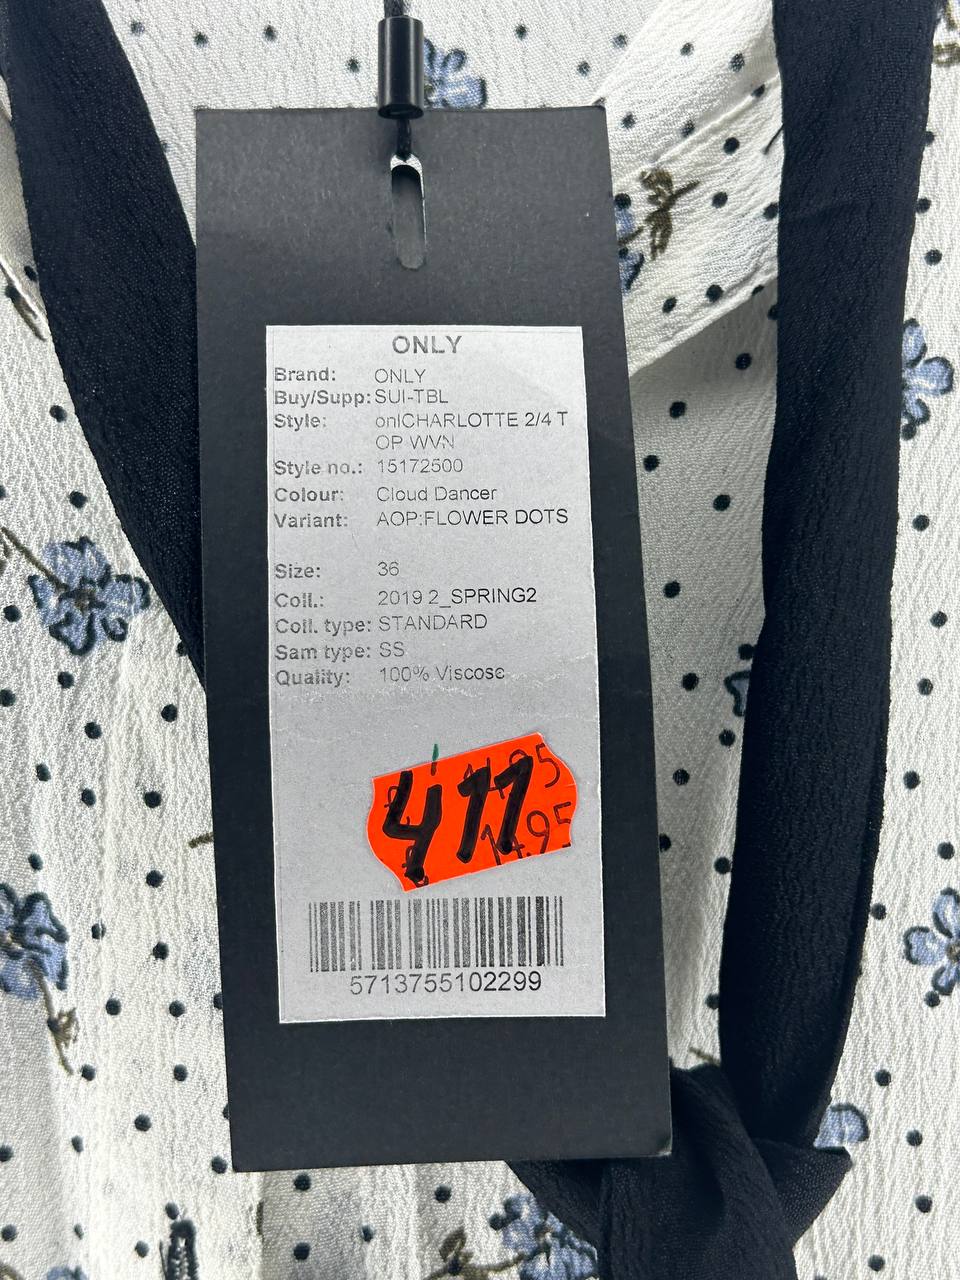 ONLY
Brand: ONLY
Buy/Supp: SUI-TBL
Style: onlCHARLOTTE 2/4 T
OP WVN
Style no.: 15172500
Colour: Cloud Dancer
Variant: AOP:FLOWER DOTS
Size: 36
Coll.: 2019 2_SPRING2
Coll. type: STANDARD
Sam type: SS
Quality: 100% Viscose
411
5713755102299